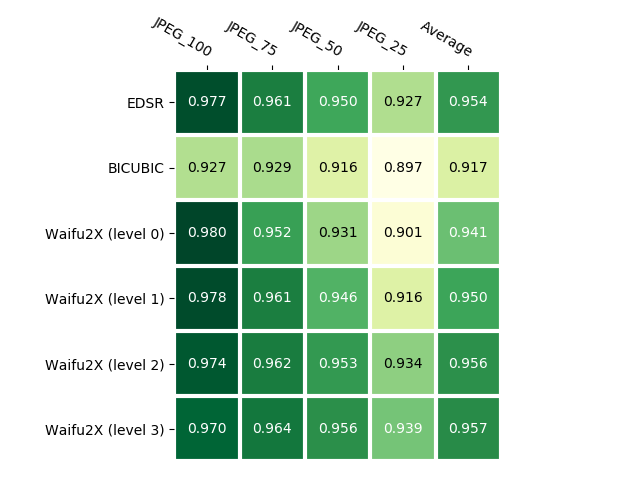 JPEG_100 JPEG_75 JPEG_50 JPEG_25 Average
EDSR 0.977 0.961 0.950 0.927 0.954
BICUBIC 0.927 0.929 0.916 0.897 0.917
Waifu2X (level 0) 0.980 0.952 0.931 0.901 0.941
Waifu2X (level 1) 0.978 0.961 0.946 0.916 0.950
Waifu2X (level 2) 0.974 0.962 0.953 0.934 0.956
Waifu2X (level 3) 0.970 0.964 0.956 0.939 0.957